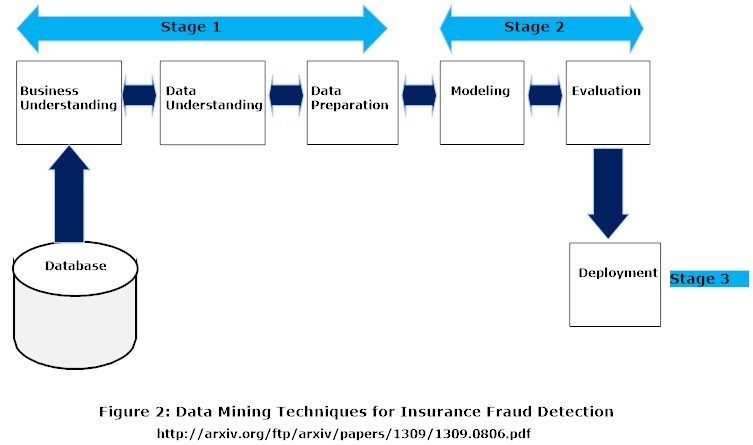 Stage 1
Stage 2
Business
Understanding
Data
Understanding
Data
Preparation
Modeling
Evaluation
Database
Deployment
Stage 3
Figure 2: Data Mining Techniques for Insurance Fraud Detection
http://arxiv.org/ftp/arxiv/papers/1309/1309.0806.pdf